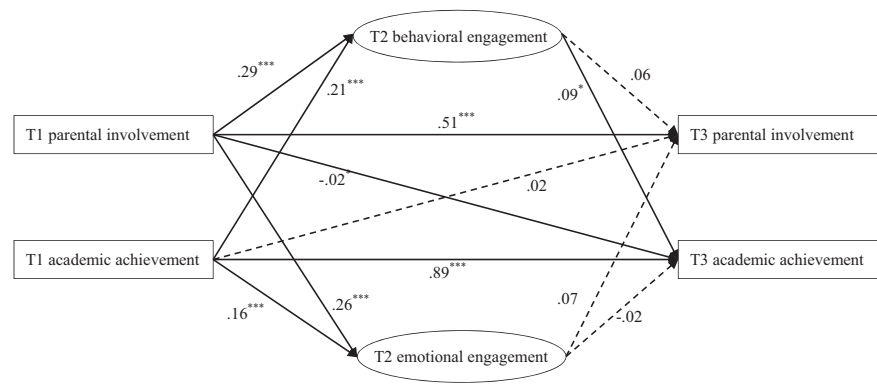 T2 behavioral engagement
.29***
.21***
.09*
.06
T1 parental involvement
.51***
T3 parental involvement
-.02*
.02
T1 academic achievement
.89***
T3 academic achievement
.16***
.26***
.07
-.02
T2 emotional engagement